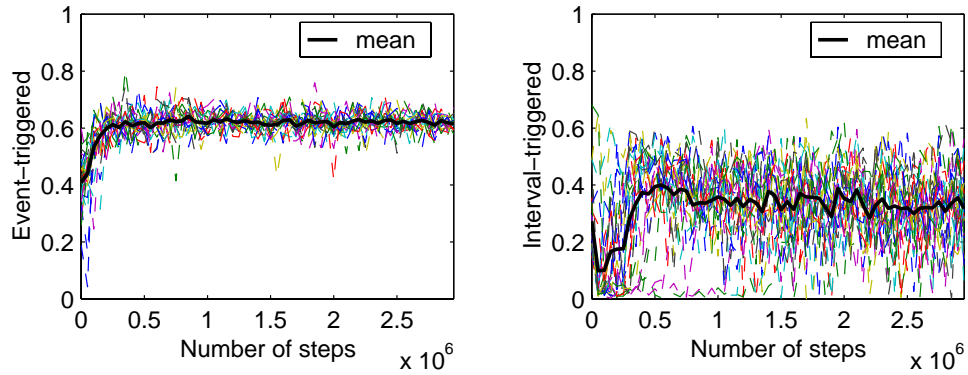 Event-triggered
1
0.8
0.6
0.4
0.2
0
mean
0 0.5 1 1.5 2 2.5
Number of steps
x 10^6
Interval-triggered
1
0.8
0.6
0.4
0.2
0
mean
0 0.5 1 1.5 2 2.5
Number of steps
x 10^6